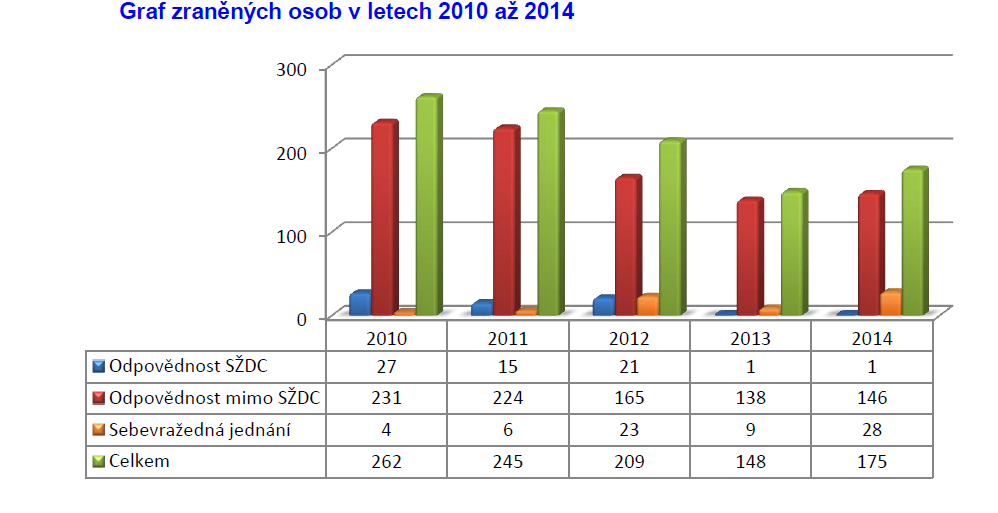 Graf zraněných osob v letech 2010 až 2014
300
200
100
0
2010 2011 2012 2013 2014
Odpovědnost SŽDC 27 15 21 1 1
Odpovědnost mimo SŽDC 231 224 165 138 146
Sebevražedná jednání 4 6 23 9 28
Celkem 262 245 209 148 175